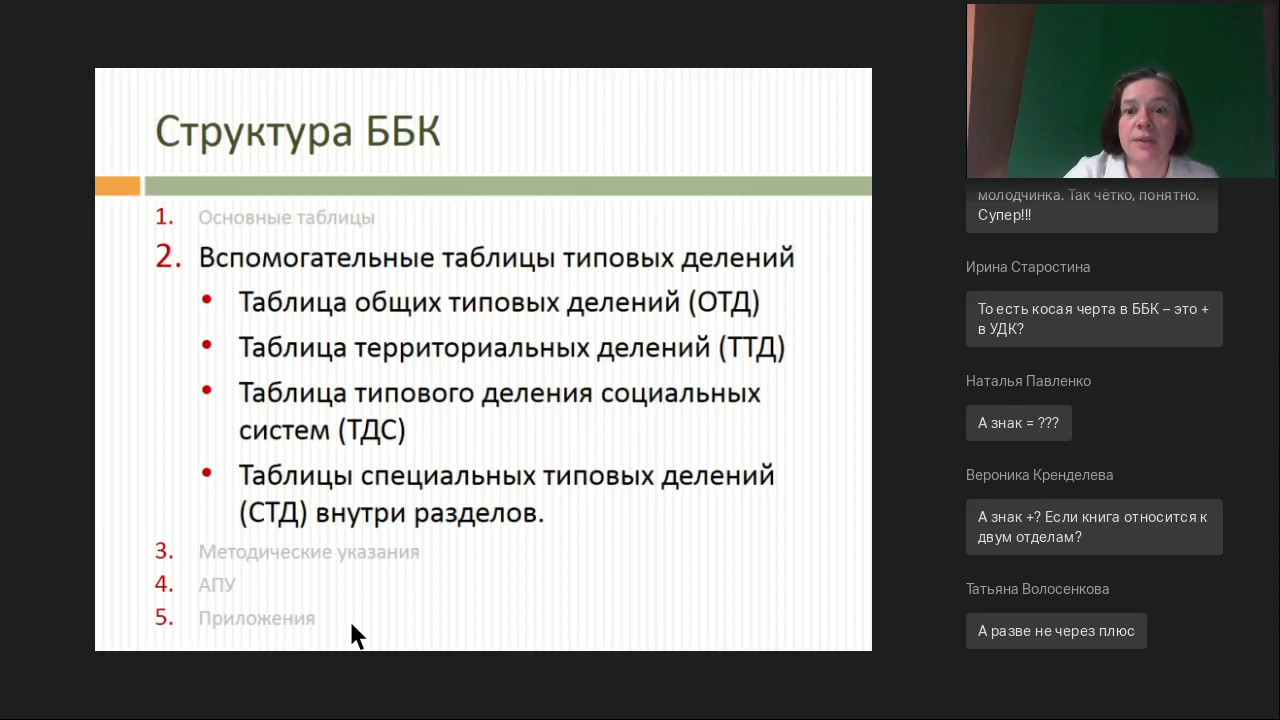 Структура ББК
1. Основные таблицы
2. Вспомогательные таблицы типовых делений
• Таблица общих типовых делений (ОТД)
• Таблица территориальных делений (ТТД)
• Таблица типового деления социальных
систем (ТДС)
• Таблицы специальных типовых делений
(СТД) внутри разделов.
3. Методические указания
4. АПУ
5. Приложения
молодчинка. Так чётко, понятно.
Супер!!!
Ирина Старостина
То есть косая черта в ББК – это +
в УДК?
Наталья Павленко
А знак = ???
Вероника Кренделева
А знак +? Если книга относится к
двум отделам?
Татьяна Волосенкова
А разве не через плюс